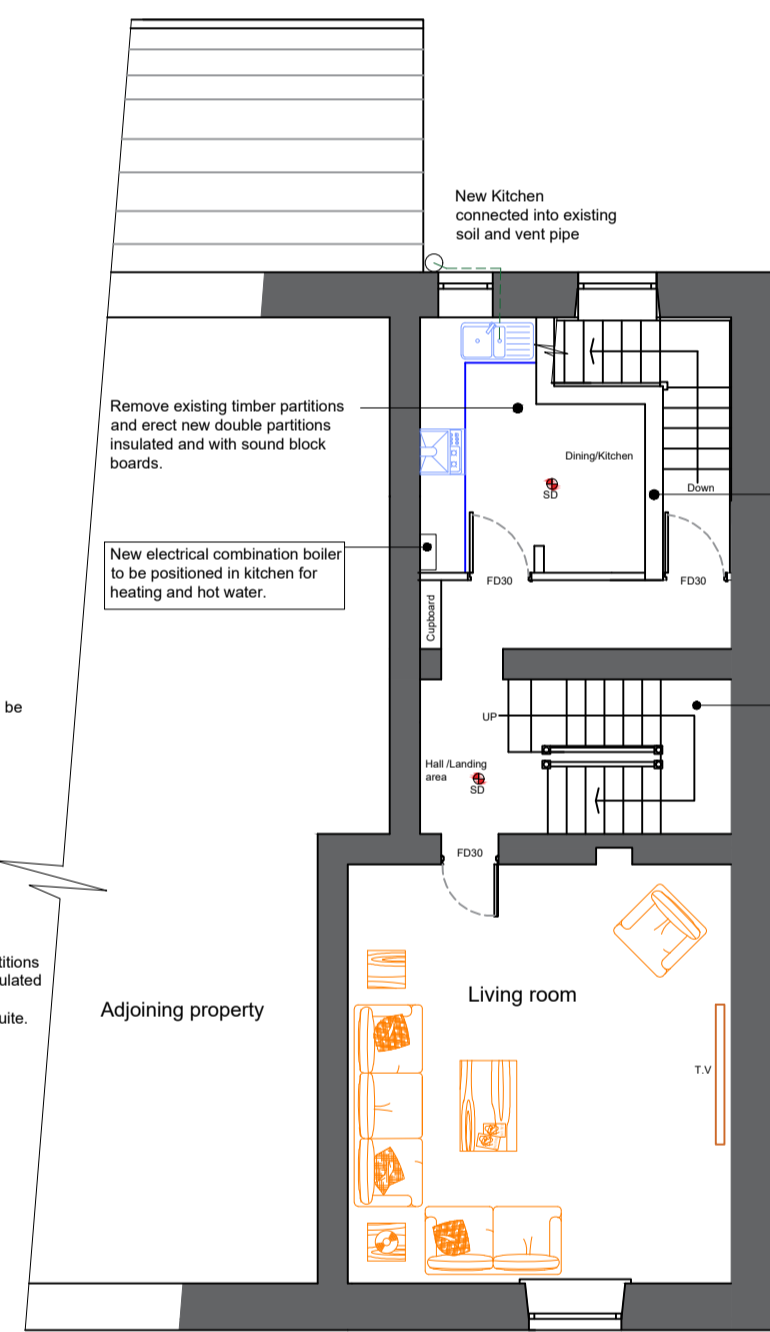 New Kitchen
connected into existing
soil and vent pipe
Remove existing timber partitions
and erect new double partitions
insulated and with sound block
boards.
Dining/Kitchen
SD
Down
New electrical combination boiler
to be positioned in kitchen for
heating and hot water.
FD30
FD30
Cupboard
be
UP
Hall /Landing
area
SD
FD30
titions
ulated
uite.
Adjoining property
Living room
T.V